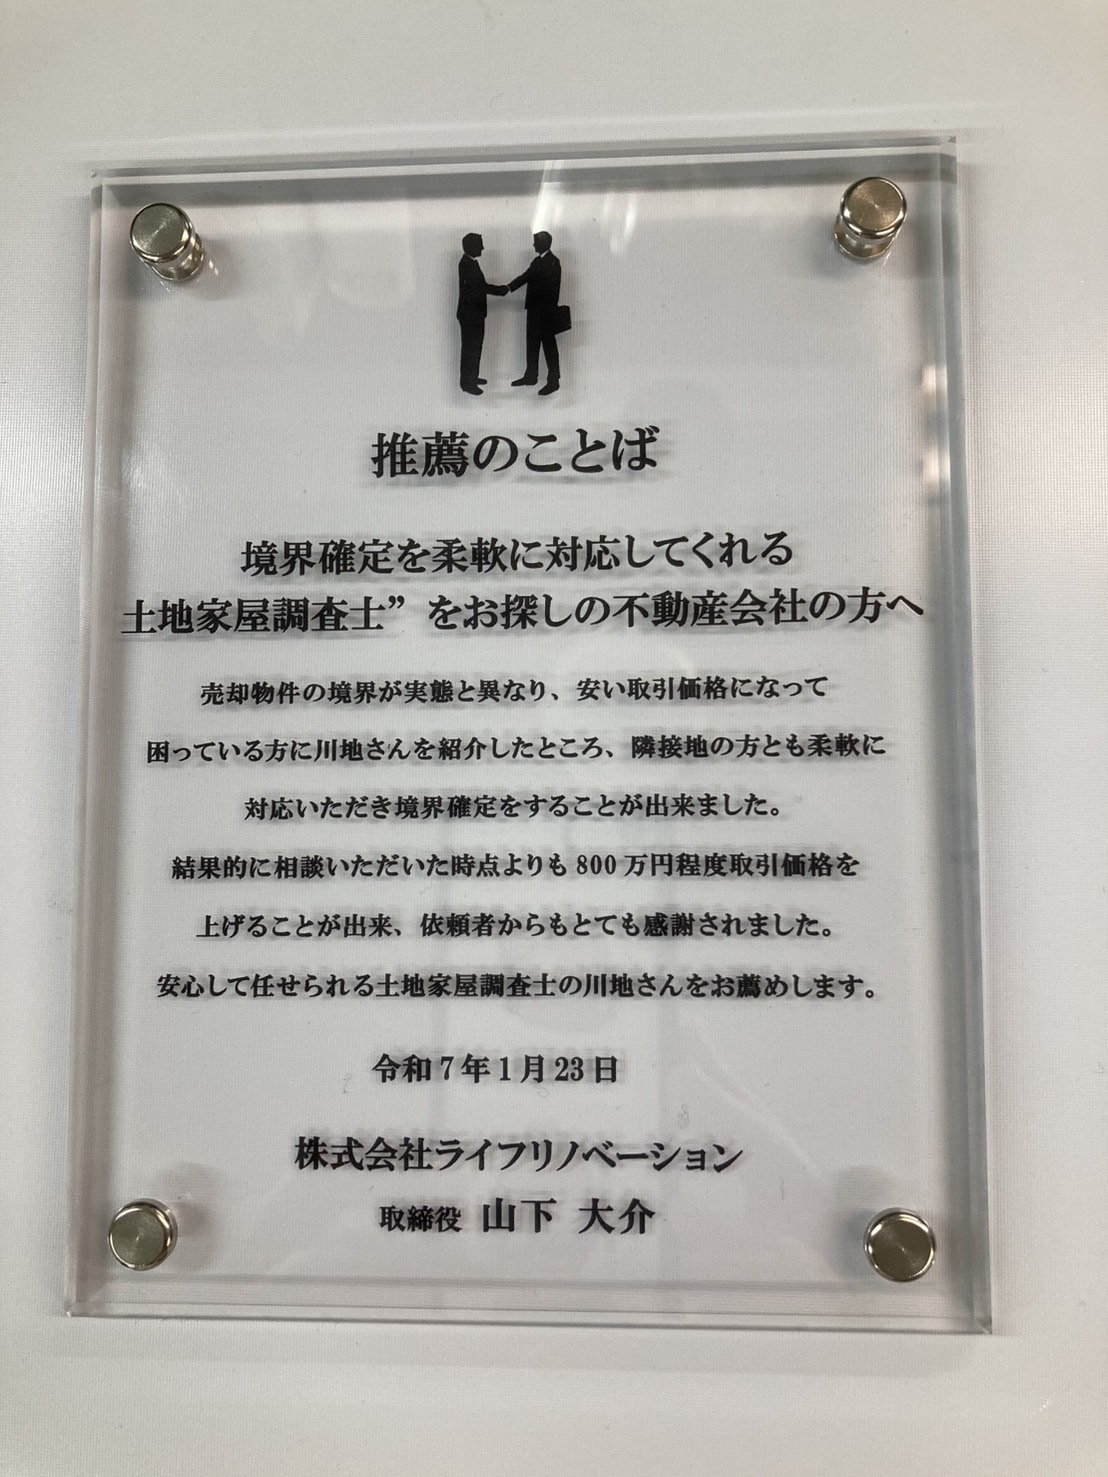 推薦のことば
境界確定を柔軟に対応してくれる
土地家屋調査士” をお探しの不動産会社の方へ
売却物件の境界が実態と異なり、安い取引価格になって
困っている方に川地さんを紹介したところ、隣接地の方とも柔軟に
対応いただき境界確定をすることが出来ました。
結果的に相談いただいた時点よりも 800 万円程度取引価格を
上げることが出来、依頼者からもとても感謝されました。
安心して任せられる土地家屋調査士の川地さんをお薦めします。
令和 7 年 1 月 23 日
株式会社ライフリノベーション
取締役 山下 大介